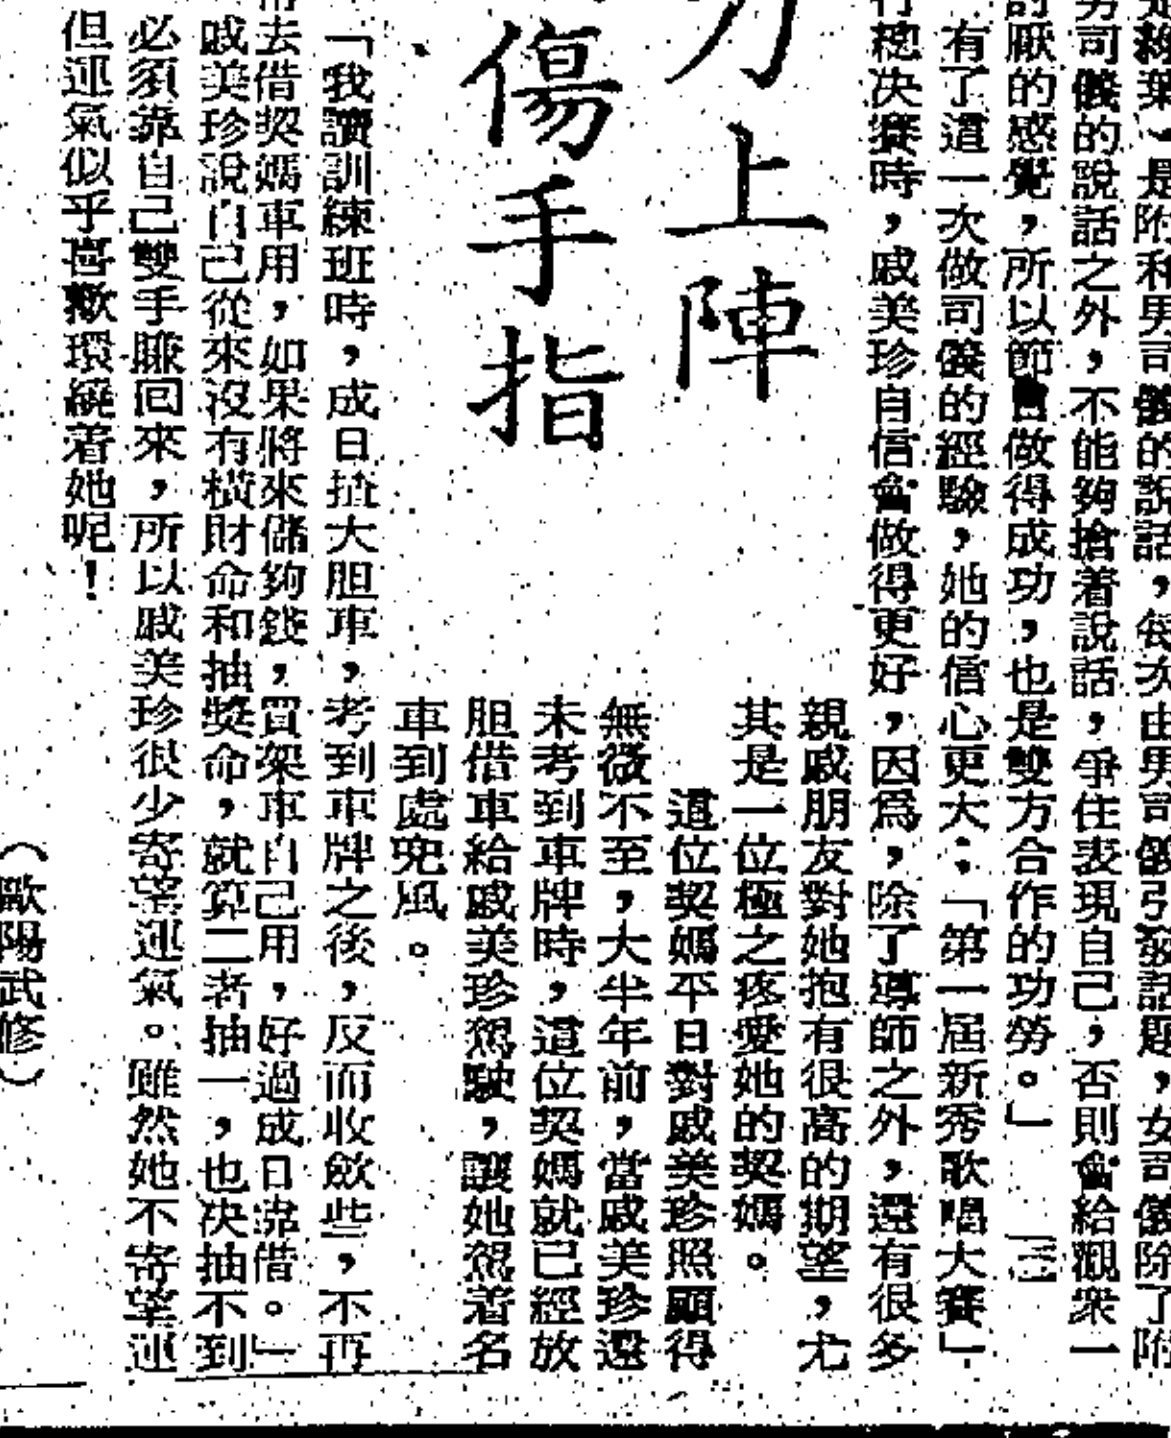 是綠葉,是附和男司儀的說話,每次由男司儀引發話題,女司儀除了附
男司儀的說話之外,不能夠搶着說話,爭住表現自己,否則會給觀衆一
討厭的感覺,所以節目做得成功,也是雙方合作的功勞。」
有了這一次做司儀的經驗,她的信心更大:「第一屆新秀歌唱大賽」
行總決賽時,戚美珍自信會做得更好,因爲,除了導師之外,還有很多
親戚朋友對她抱有很高的期望,尤
其是一位極之疼愛她的契媽。
上陣
傷手指
這位契媽平日對戚美珍照顧得
無微不至,大半年前,當戚美珍還
未考到車牌時,這位契媽就已經放
胆借車給戚美珍駕駛,讓她駕着名
車到處兜風。
「我讀訓練班時,成日揸大胆車,考到車牌之後,反而收斂些,不再
去借契媽車用,如果將來儲夠錢,買架車自己用,好過成日靠借。」
戚美珍說自己從來沒有橫財命和抽獎命,就算二者抽一,也决抽不到
必須靠自己雙手賺回來,所以戚美珍很少寄望運氣。雖然她不寄望運
但運氣似乎喜歡環繞着她呢!
(歐陽武修)